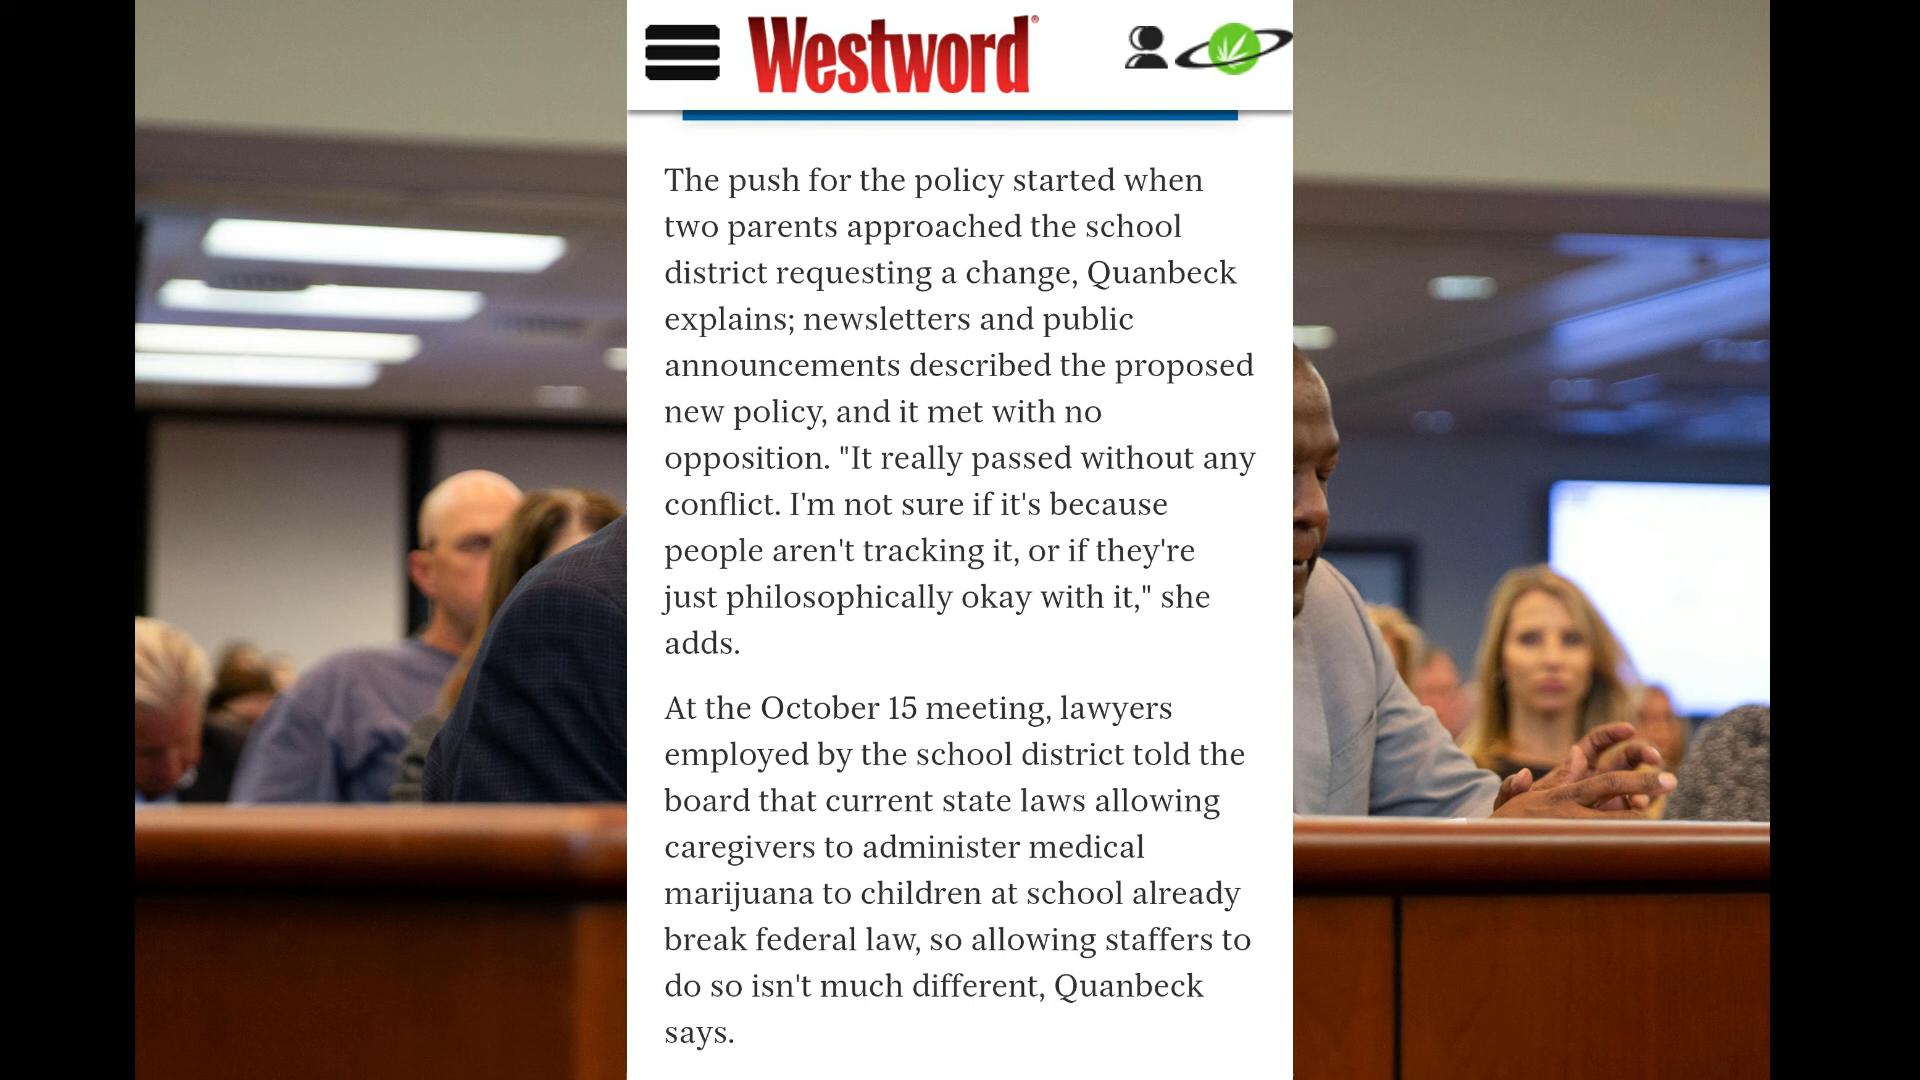 Westword®
The push for the policy started when
two parents approached the school
district requesting a change, Quanbeck
explains; newsletters and public
announcements described the proposed
new policy, and it met with no
opposition. "It really passed without any
conflict. I'm not sure if it's because
people aren't tracking it, or if they're
just philosophically okay with it," she
adds.
At the October 15 meeting, lawyers
employed by the school district told the
board that current state laws allowing
caregivers to administer medical
marijuana to children at school already
break federal law, so allowing staffers to
do so isn't much different, Quanbeck
says.